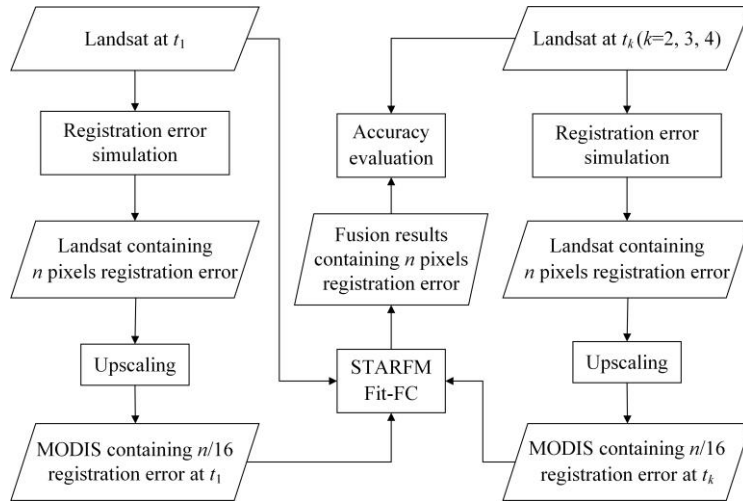 Landsat at t₁
Registration error
simulation
Landsat containing
n pixels registration error
Upscaling
MODIS containing n/16
registration error at t₁
Accuracy
evaluation
Fusion results
containing n pixels
registration error
STARFM
Fit-FC
Landsat at tₖ (k=2, 3, 4)
Registration error
simulation
Landsat containing
n pixels registration error
Upscaling
MODIS containing n/16
registration error at tₖ